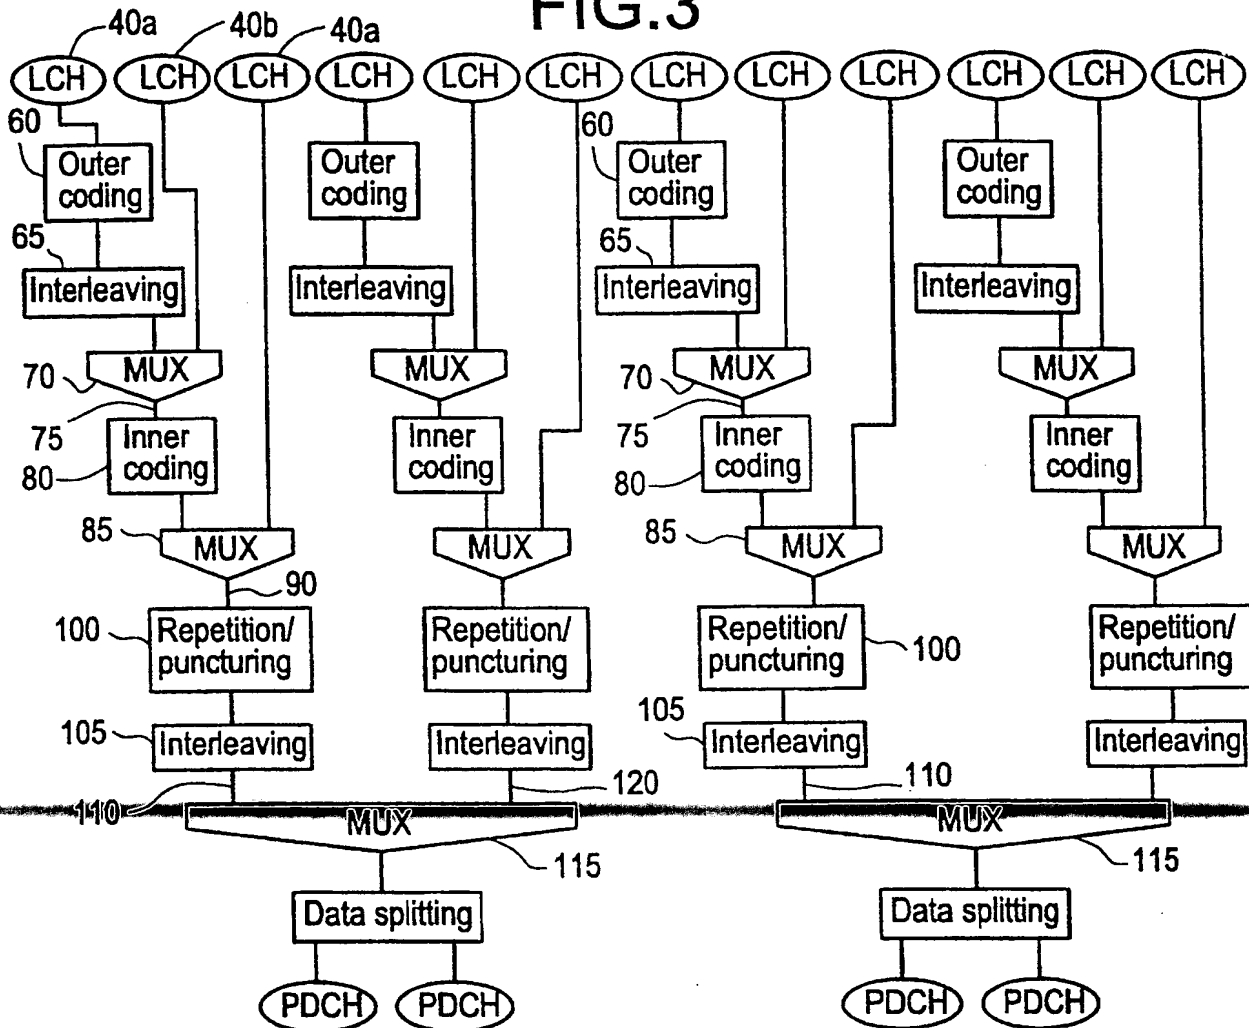 FIG.3
40a 40b 40a
LCH LCH LCH LCH LCH LCH LCH LCH LCH LCH LCH LCH
60 60
Outer Outer Outer Outer
coding coding coding coding
65 65
Interleaving Interleaving Interleaving Interleaving
MUX MUX MUX MUX
70 70
75 75
Inner Inner Inner Inner
coding coding coding coding
80 80
85 85
MUX MUX MUX MUX
90
100 Repetition/ Repetition/ Repetition/ Repetition/
puncturing puncturing puncturing 100 puncturing
105 105
Interleaving Interleaving Interleaving Interleaving
110 120 110
MUX MUX
115 115
Data splitting Data splitting
PDCH PDCH PDCH PDCH